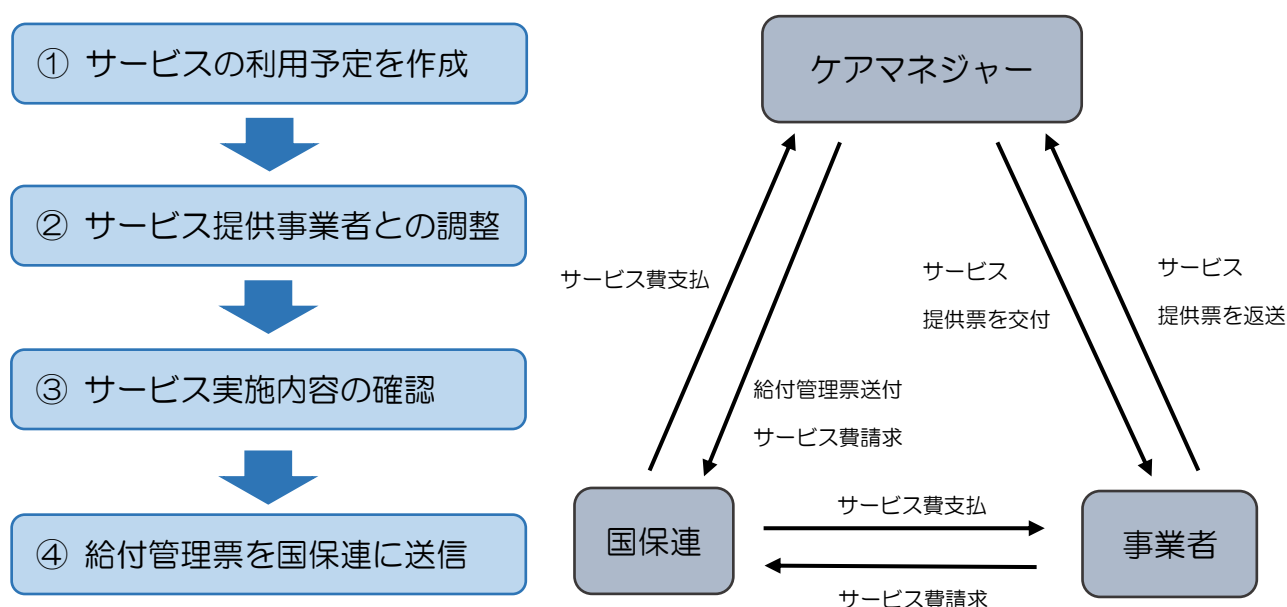 ① サービスの利用予定を作成
② サービス提供事業者との調整
③ サービス実施内容の確認
④ 給付管理票を国保連に送信
ケアマネジャー
サービス費支払
給付管理票送付
サービス費請求
サービス
提供票を交付
サービス
提供票を返送
国保連
サービス費支払
サービス費請求
事業者